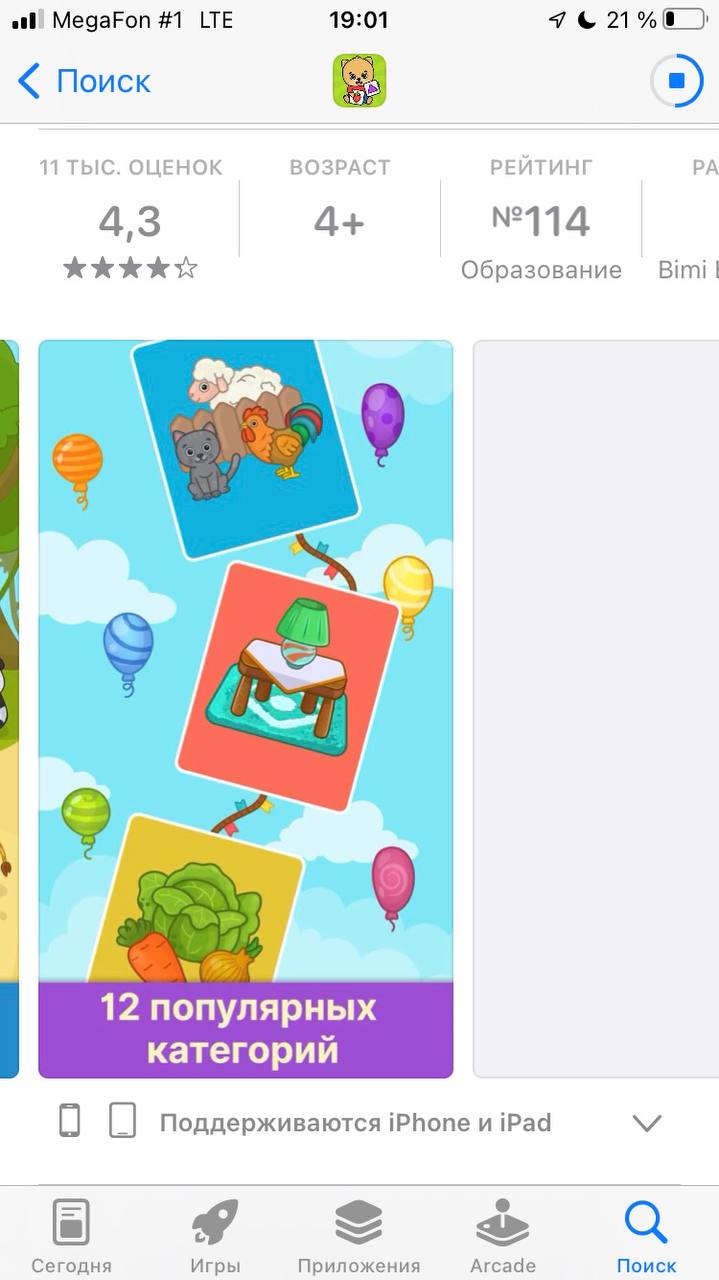 MegaFon #1 LTE 19:01 21 %
Поиск
11 ТЫС. ОЦЕНОК ВОЗРАСТ РЕЙТИНГ РА
4,3 4+ №114
Образование Bimi
12 популярных
категорий
Поддерживаются iPhone и iPad
Сегодня Игры Приложения Arcade Поиск